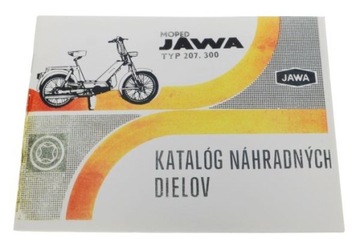 MOPED
JAWA
TYP 207. 300
JAWA
KATALÓG NÁHRADNÝCH
DIELOV